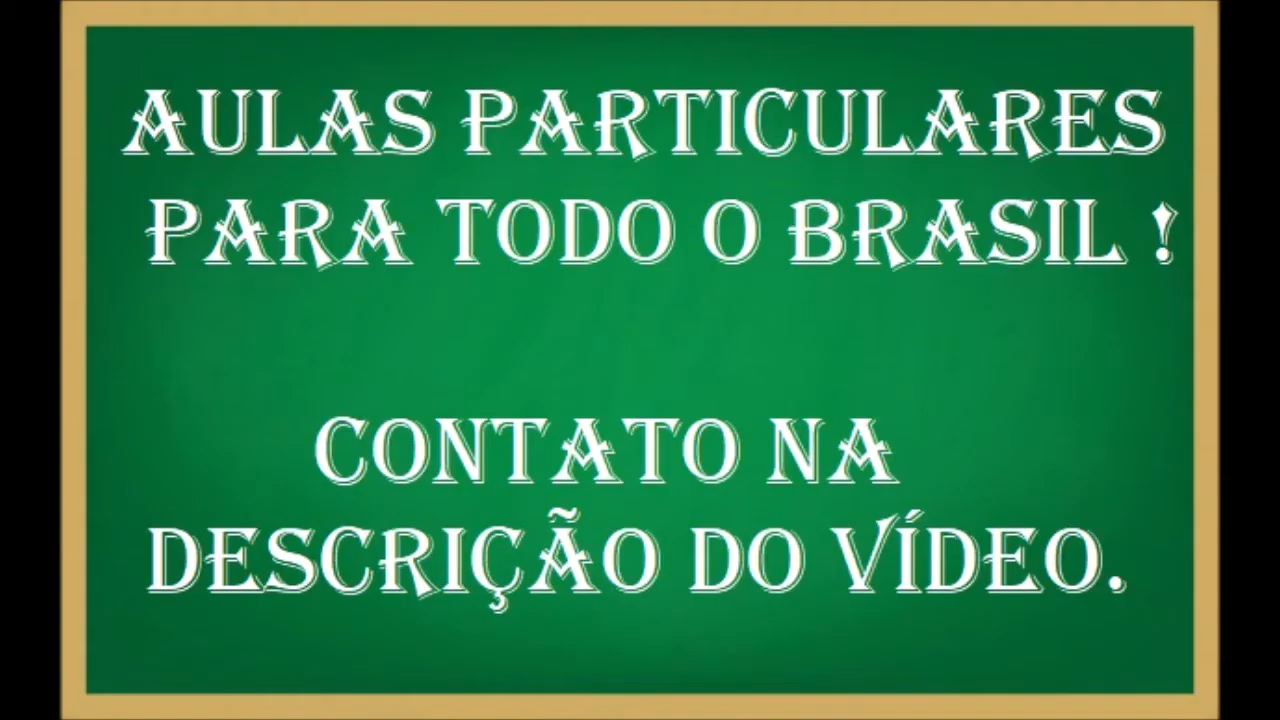 AULAS PARTICULARES
PARA TODO O BRASIL !
CONTATO NA
DESCRIÇÃO DO VÍDEO.